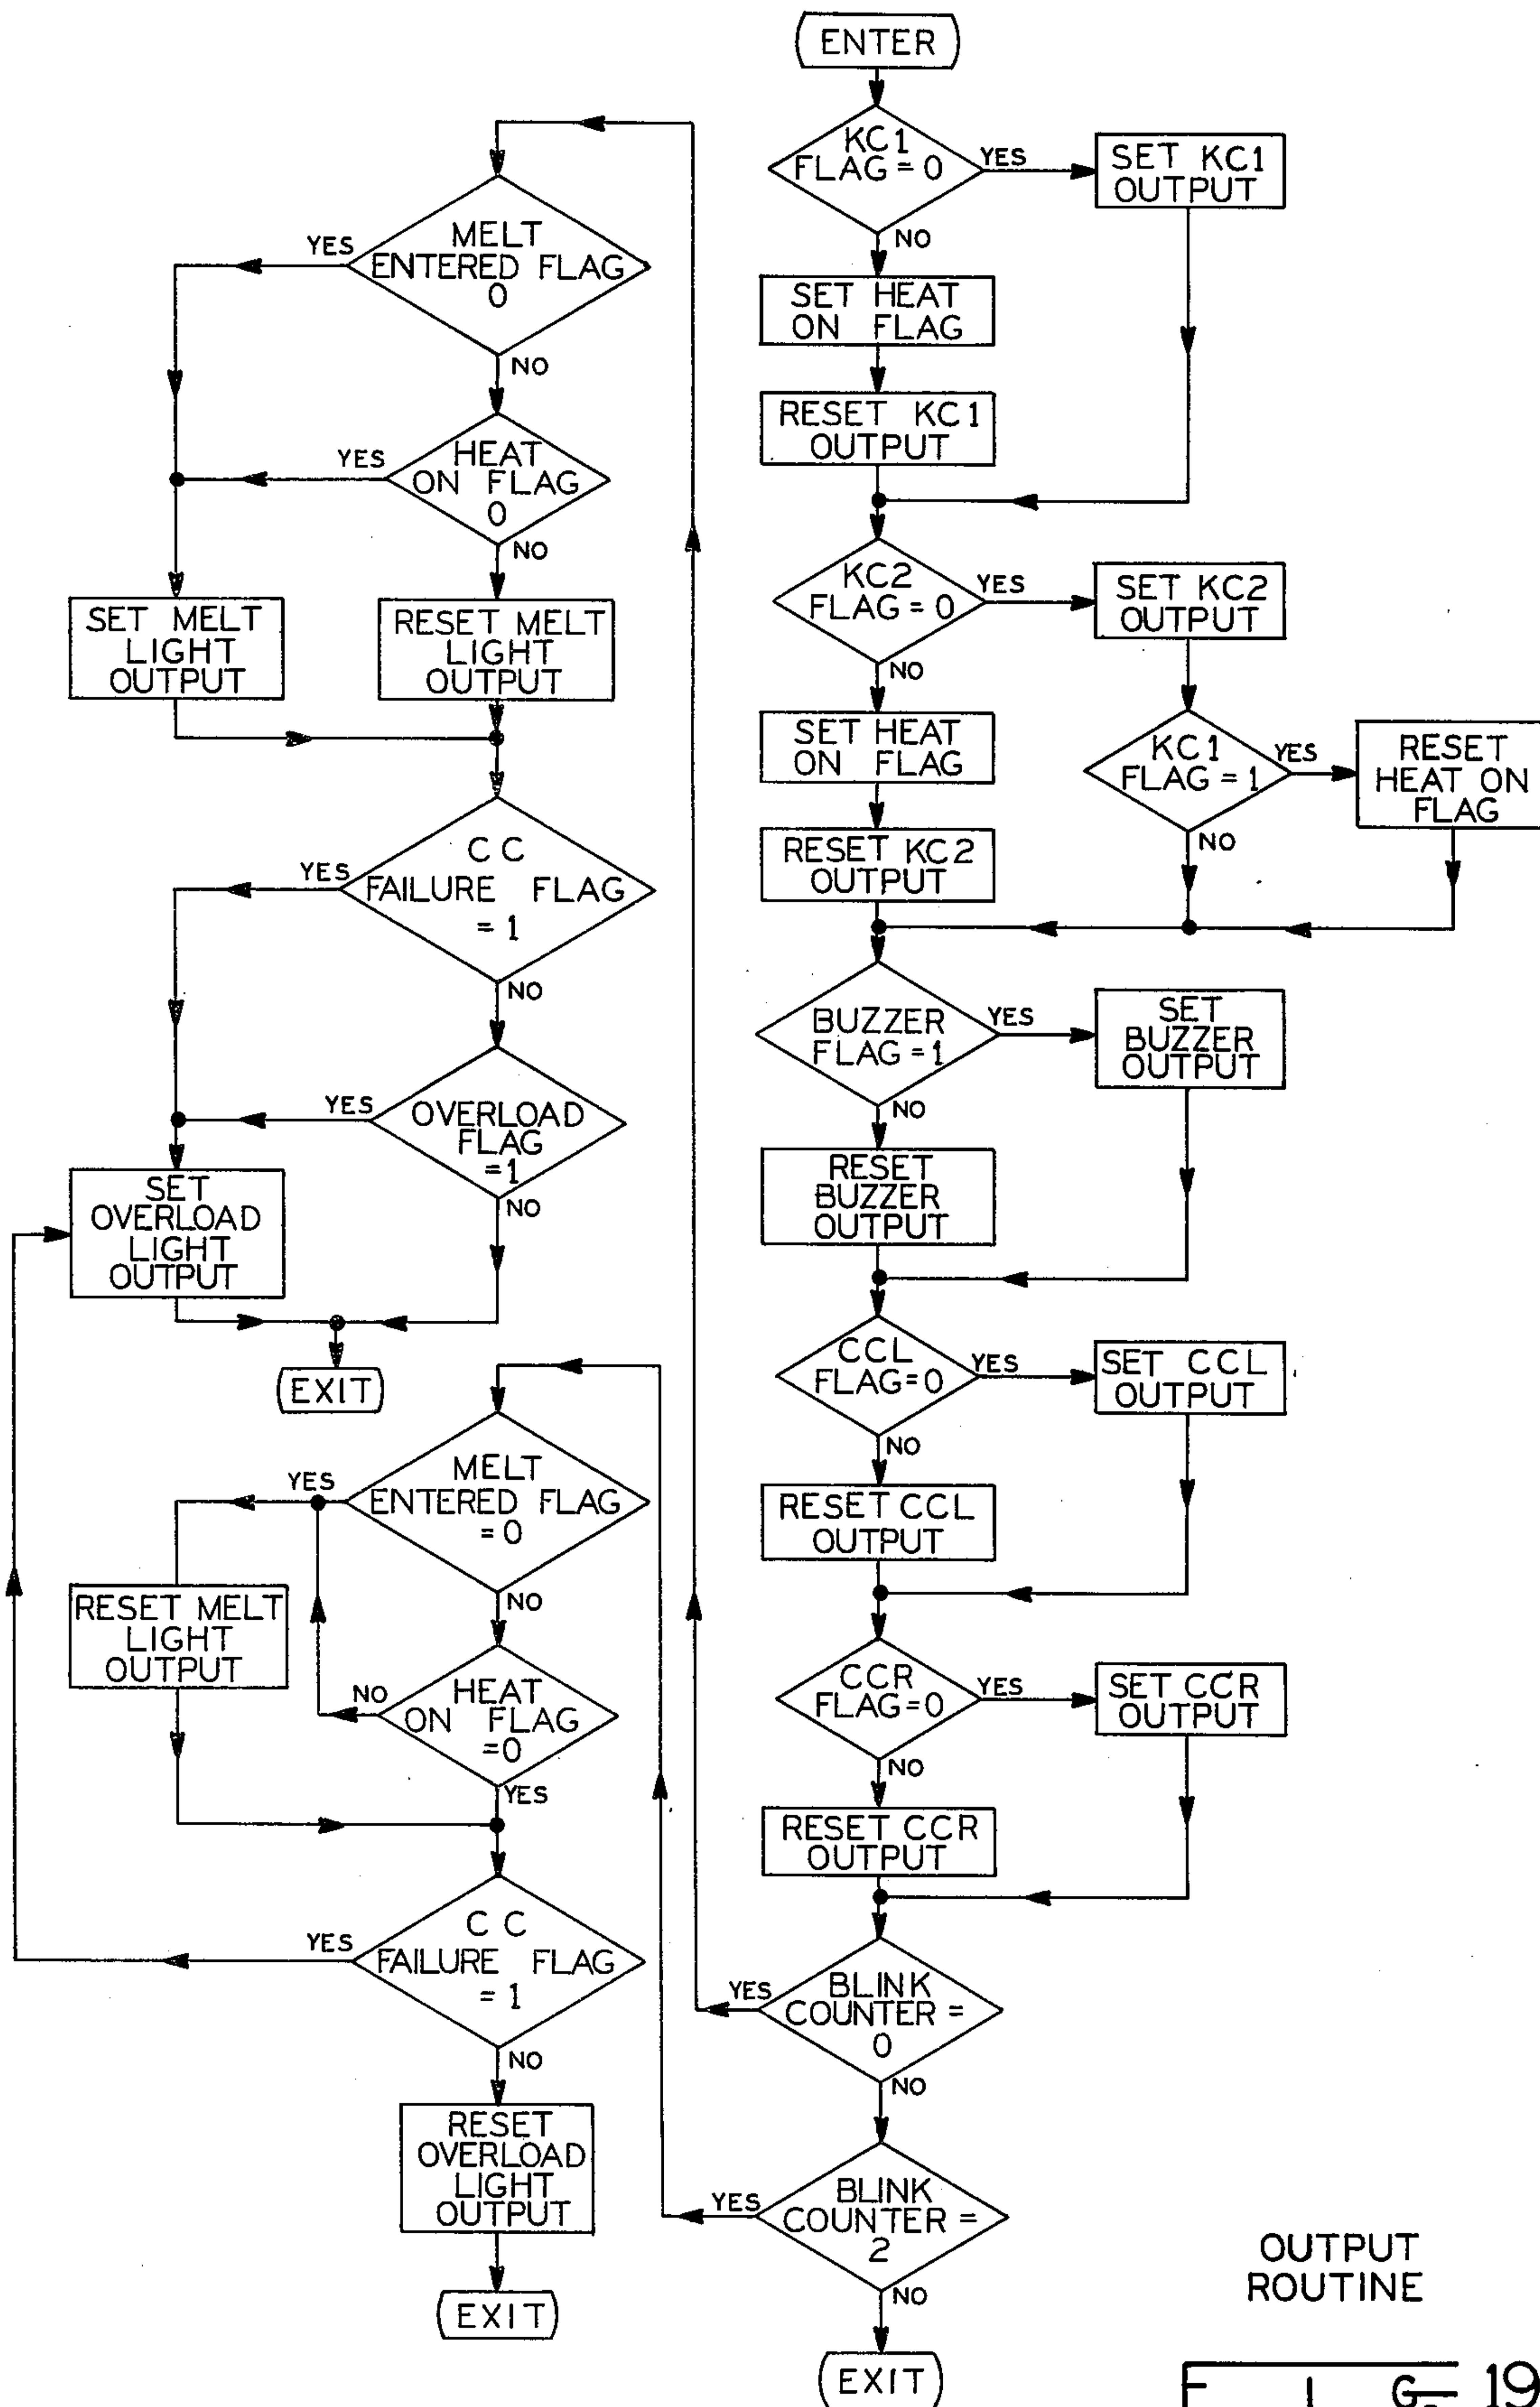 ENTER
KC1
FLAG = 0
YES
SET KC1
OUTPUT
NO
SET HEAT
ON FLAG
RESET KC1
OUTPUT
KC2
FLAG = 0
YES
SET KC2
OUTPUT
NO
SET HEAT
ON FLAG
KC1
FLAG = 1
YES
RESET
HEAT ON
FLAG
NO
RESET KC2
OUTPUT
BUZZER
FLAG = 1
YES
SET
BUZZER
OUTPUT
NO
RESET
BUZZER
OUTPUT
CCL
FLAG=0
YES
SET CCL
OUTPUT
NO
RESET CCL
OUTPUT
CCR
FLAG=0
YES
SET CCR
OUTPUT
NO
RESET CCR
OUTPUT
BLINK
COUNTER =
0
YES
NO
BLINK
COUNTER =
2
YES
NO
EXIT
MELT
ENTERED FLAG
0
YES
NO
HEAT
ON FLAG
0
YES
NO
SET MELT
LIGHT
OUTPUT
RESET MELT
LIGHT
OUTPUT
C C
FAILURE FLAG
= 1
YES
NO
OVERLOAD
FLAG
=1
YES
NO
SET
OVERLOAD
LIGHT
OUTPUT
EXIT
MELT
ENTERED FLAG
= 0
YES
NO
RESET MELT
LIGHT
OUTPUT
HEAT
ON FLAG
=0
NO
YES
C C
FAILURE FLAG
= 1
YES
NO
RESET
OVERLOAD
LIGHT
OUTPUT
EXIT
OUTPUT
ROUTINE
FIG. 19